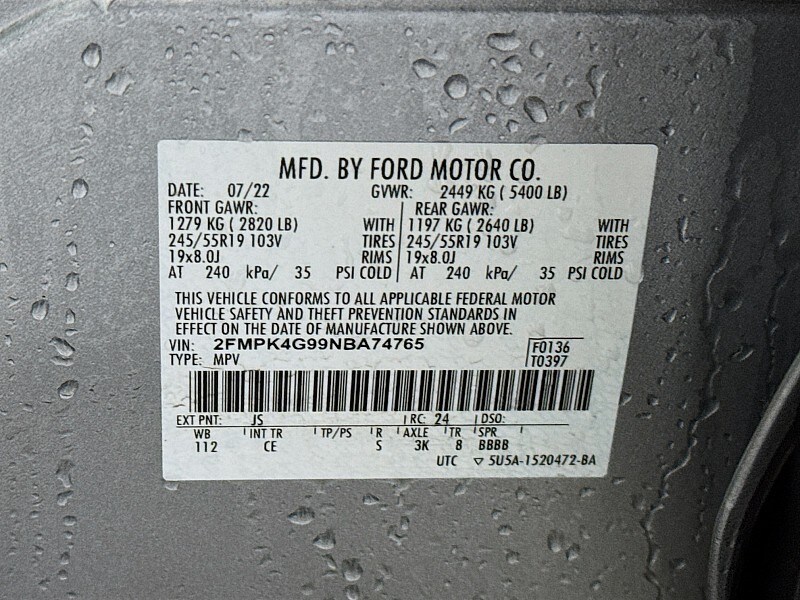 MFD. BY FORD MOTOR CO.
DATE: 07/22 GVWR: 2449 KG ( 5400 LB)
FRONT GAWR: REAR GAWR:
1279 KG ( 2820 LB) WITH 1197 KG ( 2640 LB) WITH
245/55R19 103V TIRES 245/55R19 103V TIRES
19x8.0J RIMS 19x8.0J RIMS
AT 240 kPa/ 35 PSI COLD AT 240 kPa/ 35 PSI COLD
THIS VEHICLE CONFORMS TO ALL APPLICABLE FEDERAL MOTOR
VEHICLE SAFETY AND THEFT PREVENTION STANDARDS IN
EFFECT ON THE DATE OF MANUFACTURE SHOWN ABOVE.
VIN: 2FMPK4G99NBA74765 F0136
TYPE: MPV T0397
EXT PNT: JS RC: 24 DSO:
WB INT TR TP/PS R AXLE TR SPR
112 CE S 3K 8 BBBB
UTC ▽ 5U5A-1520472-BA